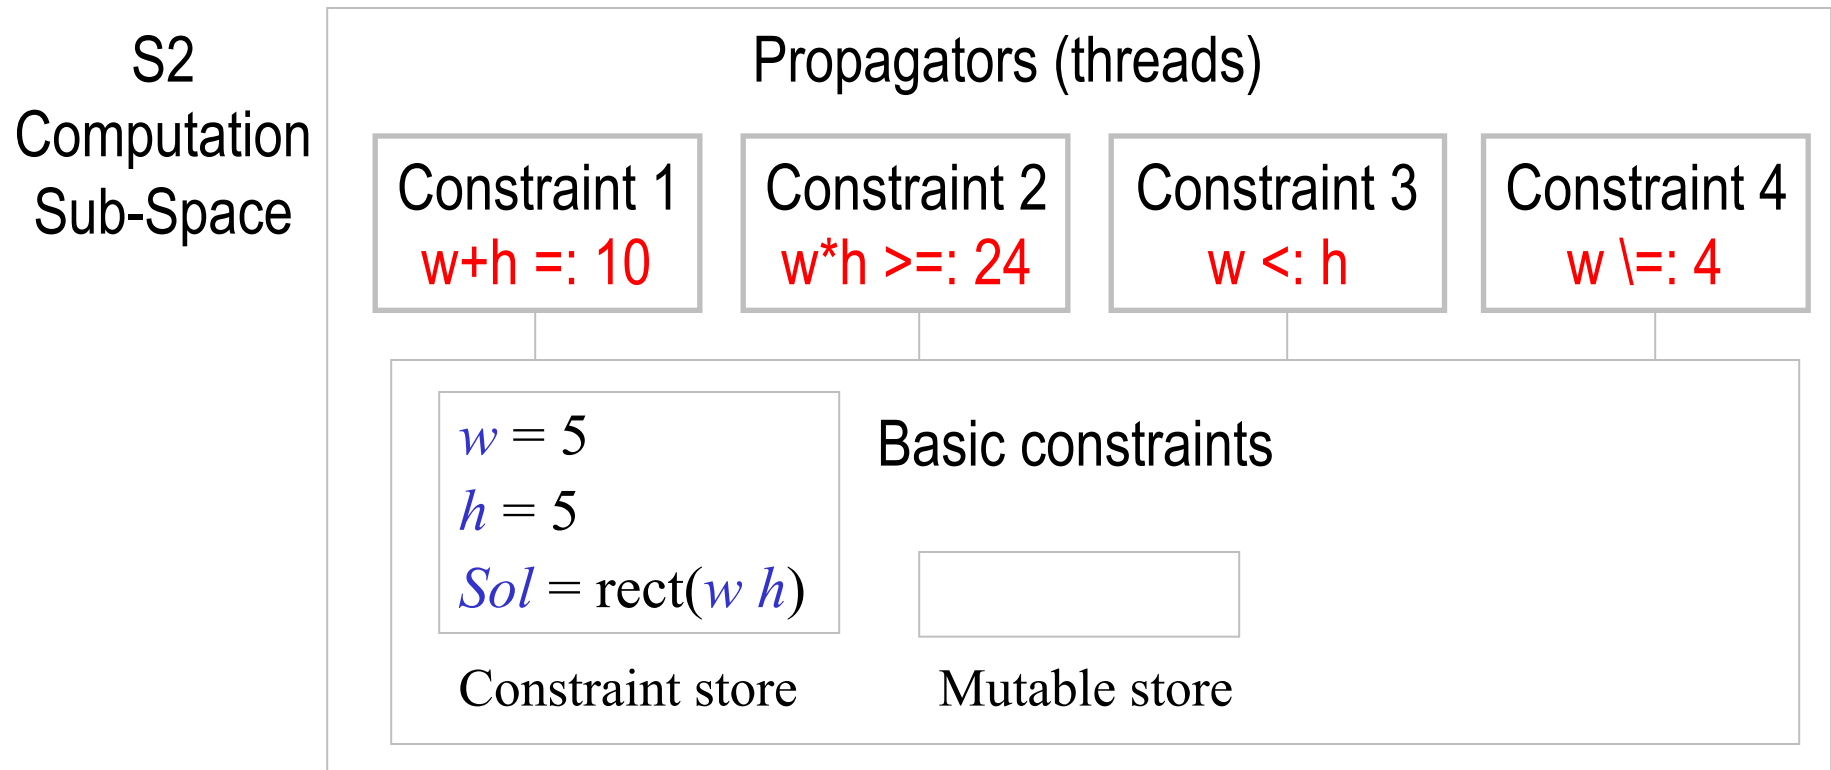 S2
Computation
Sub-Space
Propagators (threads)
Constraint 1
w+h =: 10
Constraint 2
w*h >=: 24
Constraint 3
w <: h
Constraint 4
w \=: 4
w = 5
h = 5
Sol = rect(w h)
Basic constraints
Constraint store
Mutable store